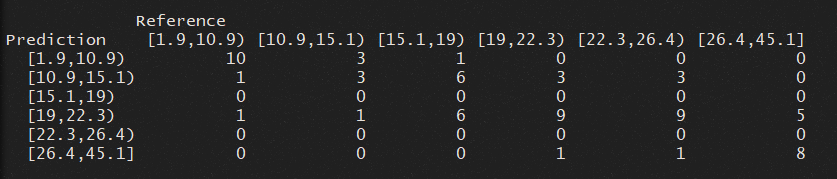 Reference
Prediction [1.9,10.9) [10.9,15.1) [15.1,19) [19,22.3) [22.3,26.4) [26.4,45.1]
[1.9,10.9) 10 3 1 0 0 0
[10.9,15.1) 1 3 6 3 3 0
[15.1,19) 0 0 0 0 0 0
[19,22.3) 1 1 6 9 9 5
[22.3,26.4) 0 0 0 0 0 0
[26.4,45.1] 0 0 0 1 1 8